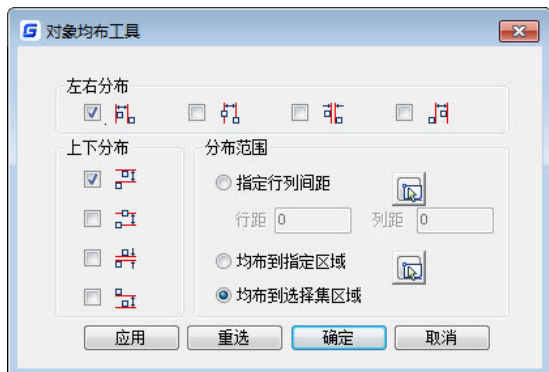 G 对象均布工具
左右分布
上下分布
分布范围
指定行列间距
行距 0 列距 0
均布到指定区域
均布到选择集区域
应用 重选 确定 取消